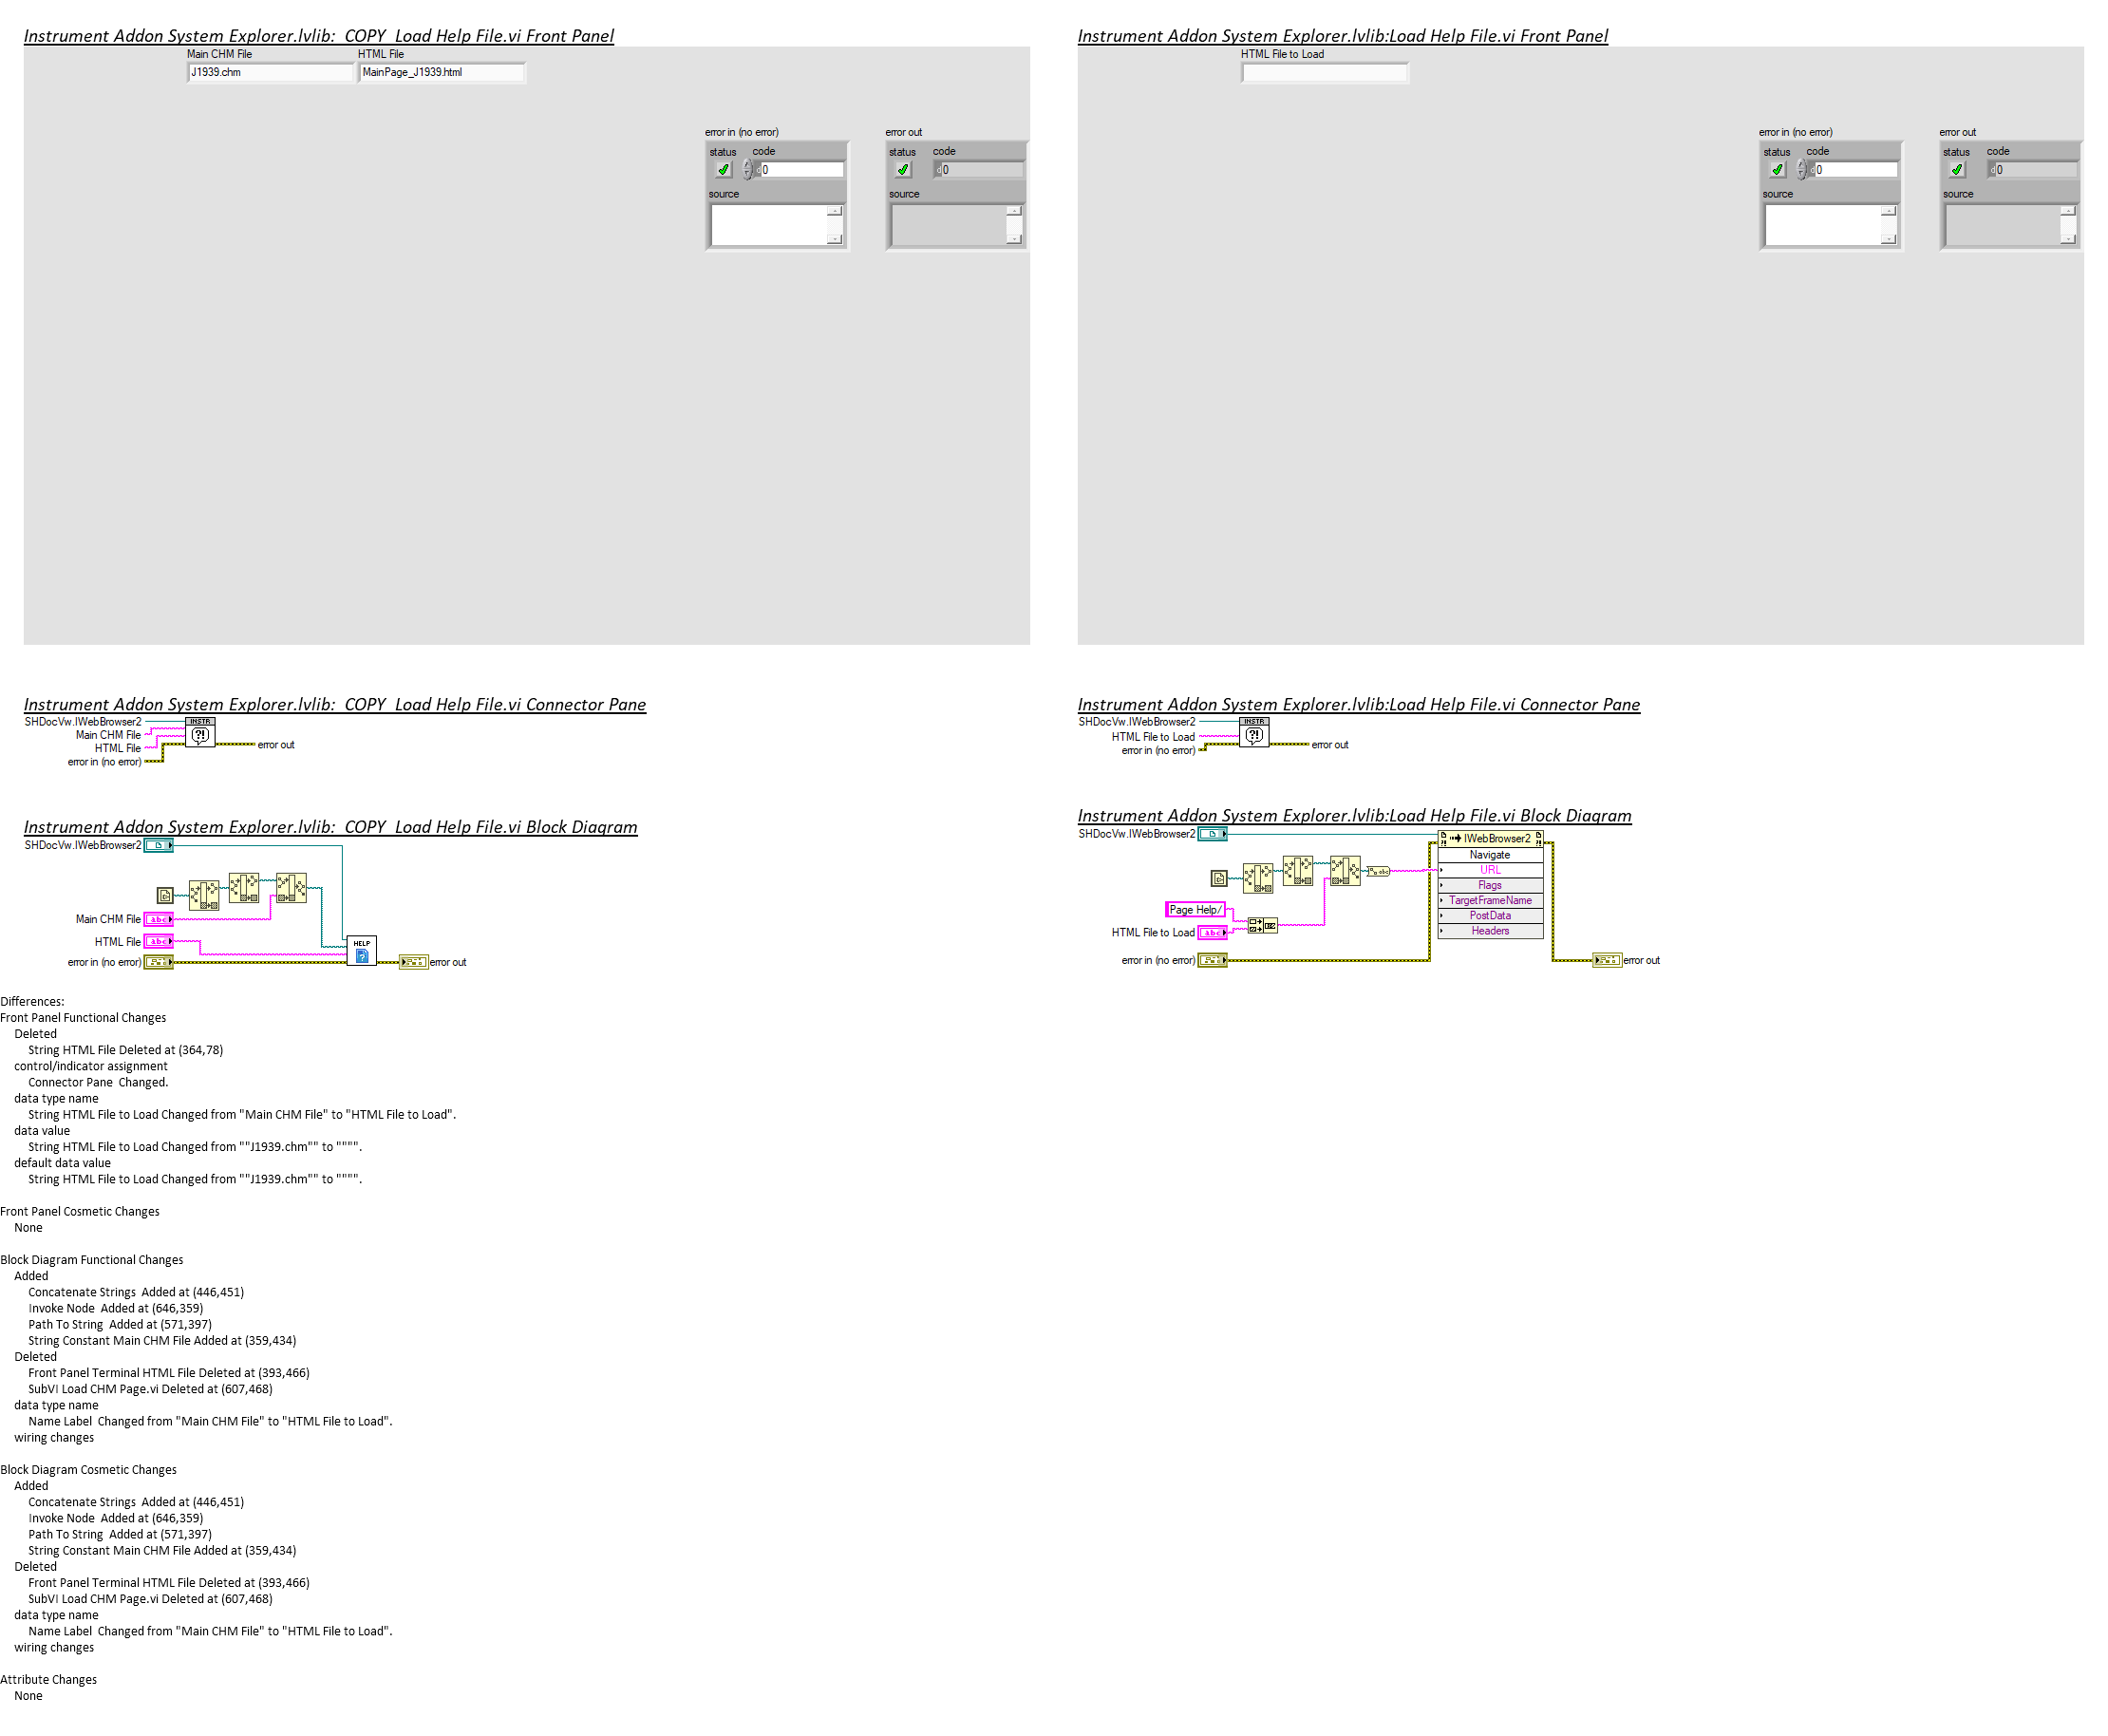 Instrument Addon System Explorer.lvlib:  COPY  Load Help File.vi Front Panel
Main CHM File
HTML File
J1939.chm
MainPage_J1939.html
error in (no error)
error out
status
code
status
code
0
0
source
source
Instrument Addon System Explorer.lvlib:Load Help File.vi Front Panel
HTML File to Load
error in (no error)
error out
status
code
status
code
0
0
source
source
Instrument Addon System Explorer.lvlib:  COPY  Load Help File.vi Connector Pane
SHDocVw.IWebBrowser2
INSTR
?!
Main CHM File
HTML File
error out
error in (no error)
Instrument Addon System Explorer.lvlib:Load Help File.vi Connector Pane
SHDocVw.IWebBrowser2
INSTR
?!
HTML File to Load
error out
error in (no error)
Instrument Addon System Explorer.lvlib:  COPY  Load Help File.vi Block Diagram
SHDocVw.IWebBrowser2
Main CHM File
abc
HTML File
abc
HELP
?
error in (no error)
error out
Instrument Addon System Explorer.lvlib:Load Help File.vi Block Diagram
SHDocVw.IWebBrowser2
IWebBrowser2
Navigate
URL
Flags
TargetFrameName
PostData
Headers
Page Help/
HTML File to Load
abc
error in (no error)
error out
Differences:
Front Panel Functional Changes
Deleted
String HTML File Deleted at (364,78)
control/indicator assignment
Connector Pane  Changed.
data type name
String HTML File to Load Changed from "Main CHM File" to "HTML File to Load".
data value
String HTML File to Load Changed from ""J1939.chm"" to """".
default data value
String HTML File to Load Changed from ""J1939.chm"" to """".
Front Panel Cosmetic Changes
None
Block Diagram Functional Changes
Added
Concatenate Strings  Added at (446,451)
Invoke Node  Added at (646,359)
Path To String  Added at (571,397)
String Constant Main CHM File Added at (359,434)
Deleted
Front Panel Terminal HTML File Deleted at (393,466)
SubVI Load CHM Page.vi Deleted at (607,468)
data type name
Name Label  Changed from "Main CHM File" to "HTML File to Load".
wiring changes
Block Diagram Cosmetic Changes
Added
Concatenate Strings  Added at (446,451)
Invoke Node  Added at (646,359)
Path To String  Added at (571,397)
String Constant Main CHM File Added at (359,434)
Deleted
Front Panel Terminal HTML File Deleted at (393,466)
SubVI Load CHM Page.vi Deleted at (607,468)
data type name
Name Label  Changed from "Main CHM File" to "HTML File to Load".
wiring changes
Attribute Changes
None